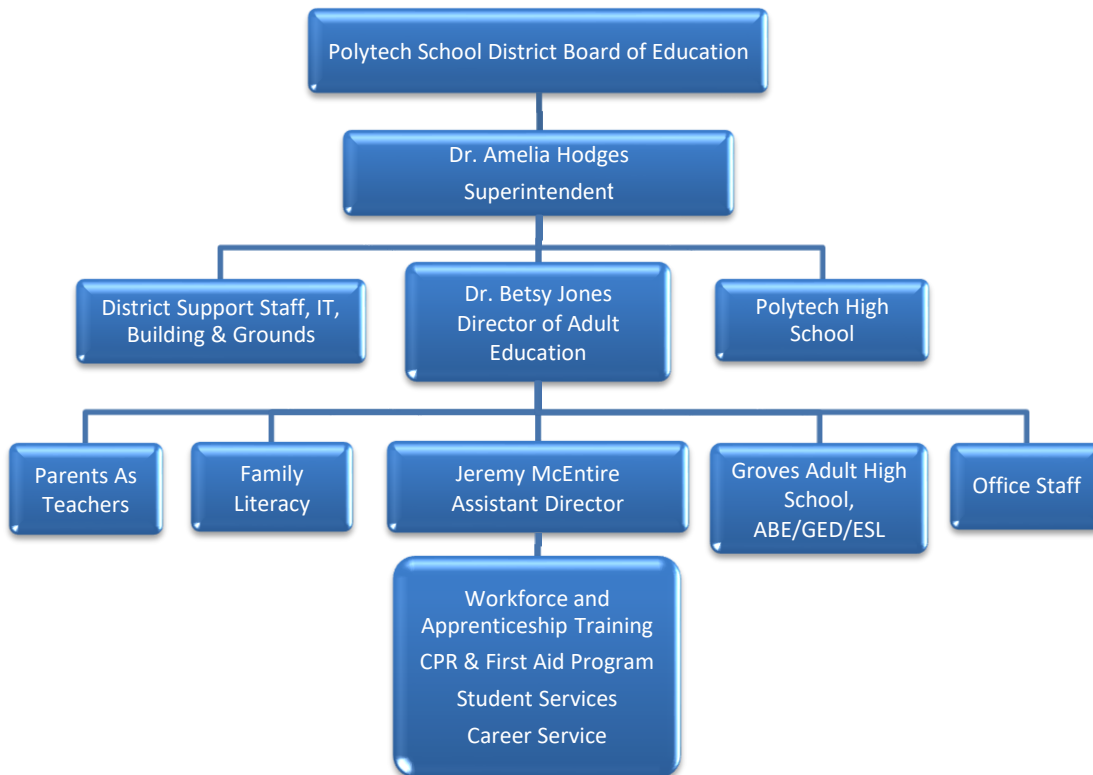 Polytech School District Board of Education
Dr. Amelia Hodges
Superintendent
District Support Staff, IT,
Building & Grounds
Dr. Betsy Jones
Director of Adult
Education
Polytech High
School
Parents As
Teachers
Family
Literacy
Jeremy McEntire
Assistant Director
Groves Adult High
School,
ABE/GED/ESL
Office Staff
Workforce and
Apprenticeship Training
CPR & First Aid Program
Student Services
Career Service